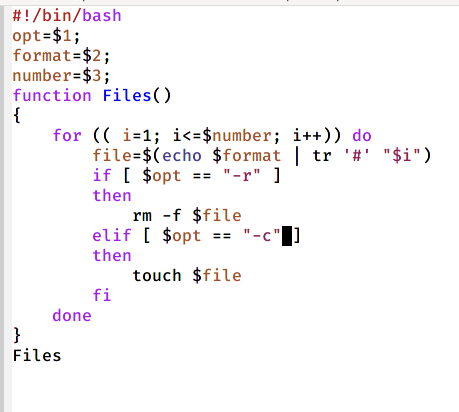 #!/bin/bash
opt=$1;
format=$2;
number=$3;
function Files()
{
    for (( i=1; i<=$number; i++)) do
        file=$(echo $format | tr '#' "$i")
        if [ $opt == "-r" ]
        then
            rm -f $file
        elif [ $opt == "-c" ]
        then
            touch $file
        fi
    done
}
Files